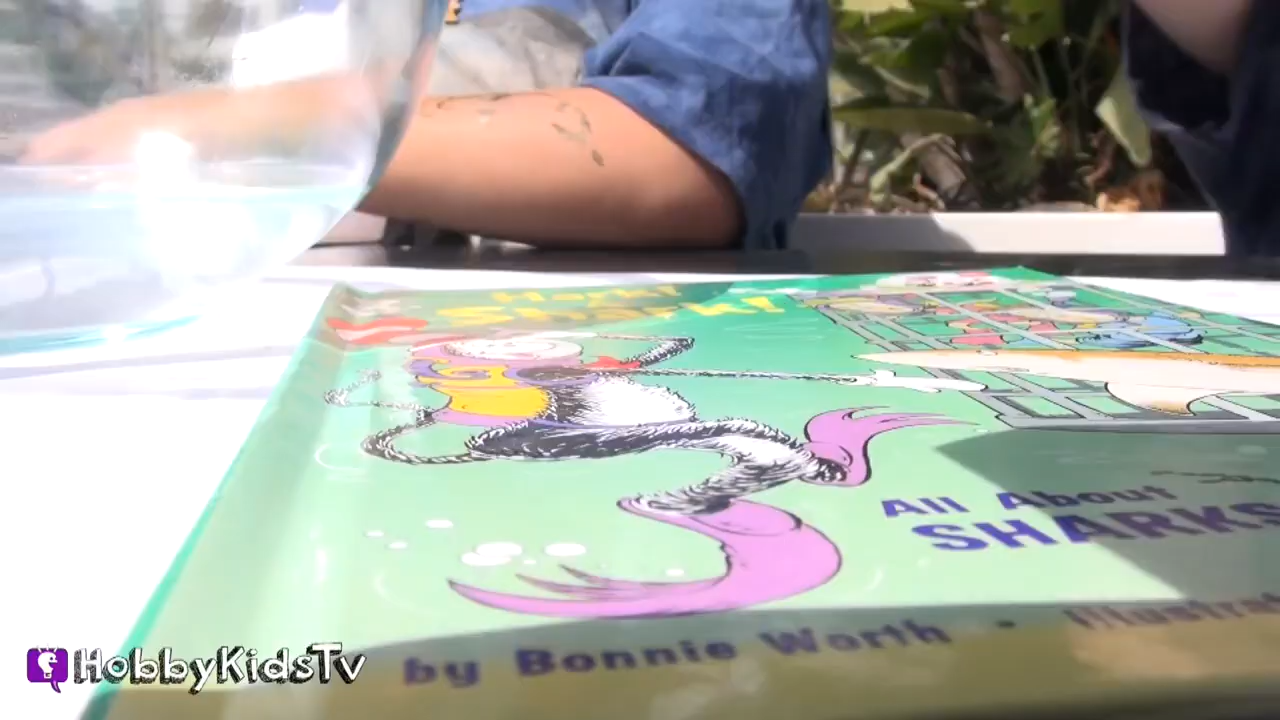 Hark!
A Shark!
All About
SHARKS
by Bonnie Worth •
HobbyKidsTv